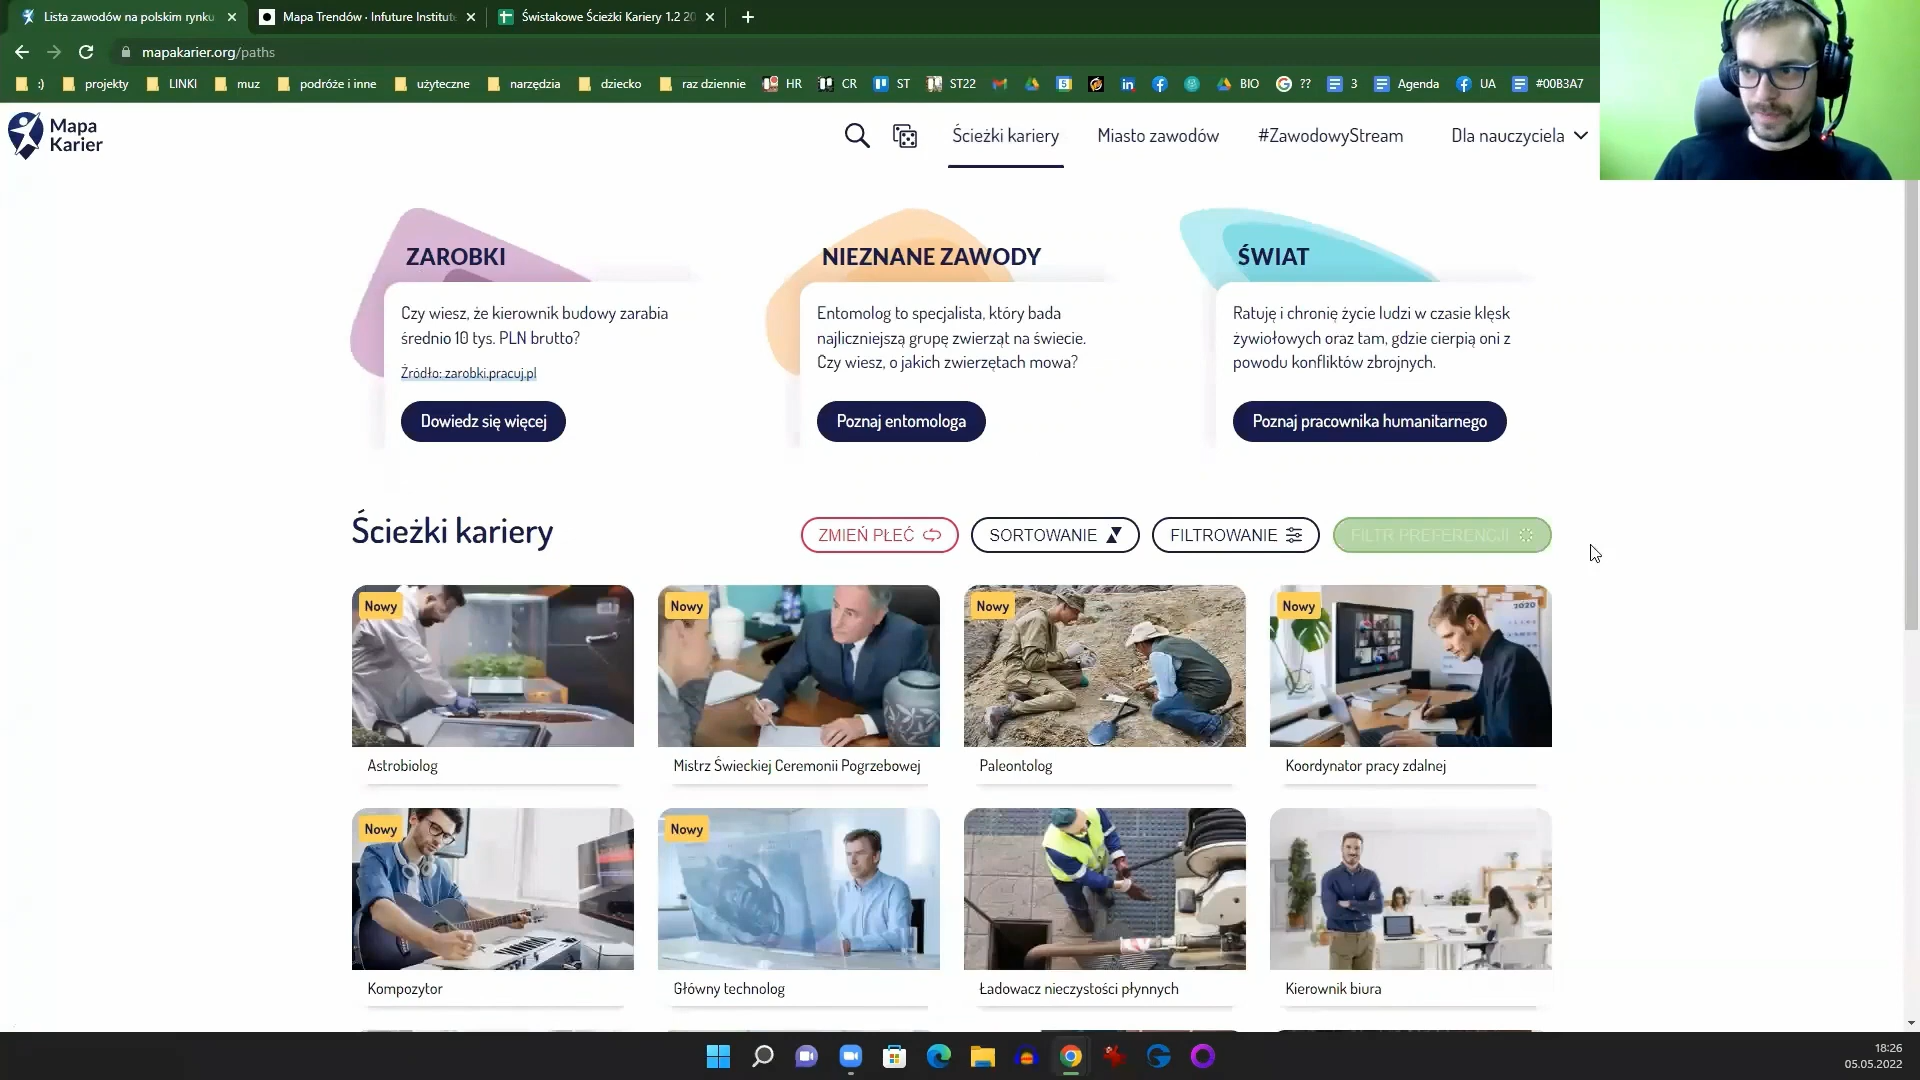 Lista zawodów na polskim rynku
Mapa Trendów · Infuture Institute
Świstakowe Ścieżki Kariery 1.2 20
mapakarier.org/paths
:)
projekty
LINKI
muz
podróże i inne
użyteczne
narzędzia
dziecko
raz dziennie
HR
CR
ST
ST22
BIO
??
3
Agenda
UA
#00B3A7
Mapa
Karier
Ścieżki kariery
Miasto zawodów
#ZawodowyStream
Dla nauczyciela
ZAROBKI
Czy wiesz, że kierownik budowy zarabia
średnio 10 tys. PLN brutto?
Źródło: zarobki.pracuj.pl
Dowiedz się więcej
NIEZNANE ZAWODY
Entomolog to specjalista, który bada
najliczniejszą grupę zwierząt na świecie.
Czy wiesz, o jakich zwierzętach mowa?
Poznaj entomologa
ŚWIAT
Ratuję i chronię życie ludzi w czasie klęsk
żywiołowych oraz tam, gdzie cierpią oni z
powodu konfliktów zbrojnych.
Poznaj pracownika humanitarnego
Ścieżki kariery
ZMIEŃ PŁEĆ
SORTOWANIE
FILTROWANIE
FILTR PREFERENCJI
Nowy
Nowy
Nowy
Nowy
2020
Astrobiolog
Mistrz Świeckiej Ceremonii Pogrzebowej
Paleontolog
Koordynator pracy zdalnej
Nowy
Nowy
Kompozytor
Główny technolog
Ładowacz nieczystości płynnych
Kierownik biura
18:26
05.05.2022